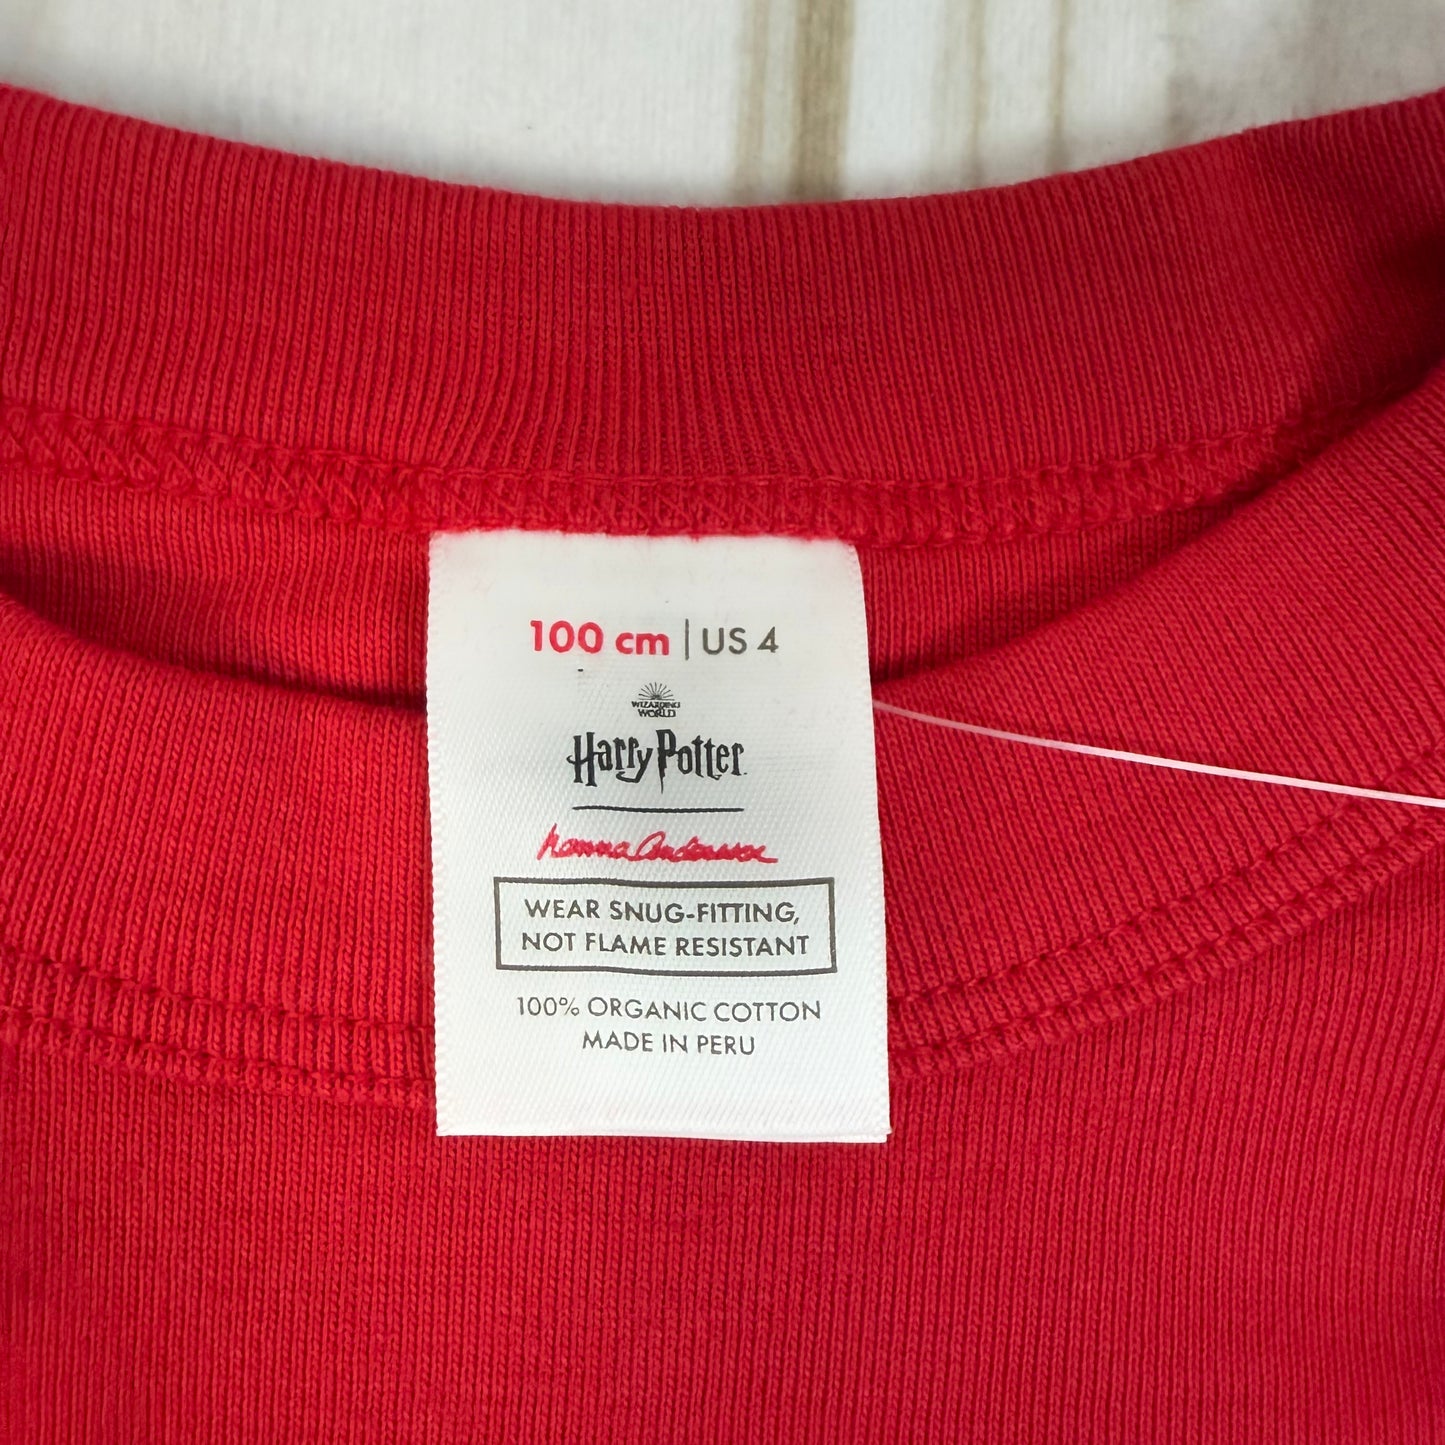 100 cm | US 4
WIZARDING
WORLD
Harry Potter
hanna Andersson
WEAR SNUG-FITTING,
NOT FLAME RESISTANT
100% ORGANIC COTTON
MADE IN PERU